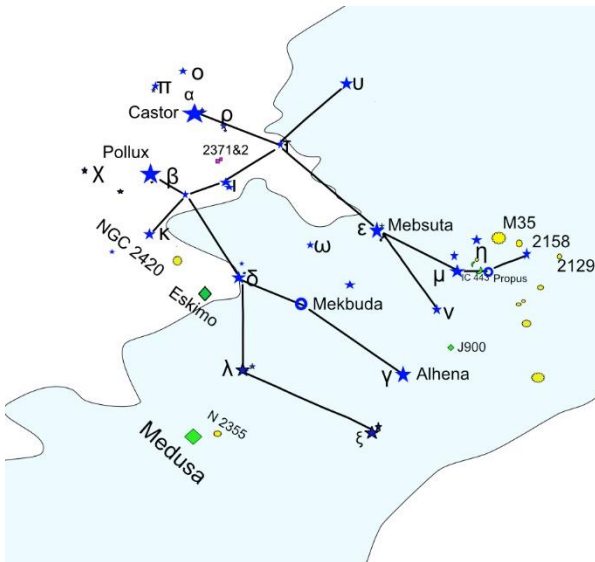 υ
ο
π
α
Castor
ρ
2371&2
τ
Pollux
χ
β
ι
κ
ε
Mebsuta
M35
NGC 2420
ω
η
2158
2129
μ
IC 443
Propus
δ
Eskimo
Mekbuda
ν
J900
λ
γ
Alhena
N 2355
Medusa
ξ